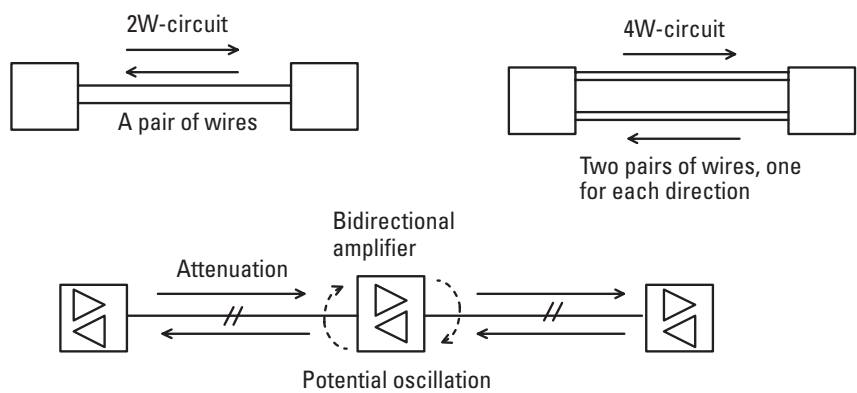 2W-circuit
A pair of wires
4W-circuit
Two pairs of wires, one
for each direction
Bidirectional
amplifier
Attenuation
Potential oscillation